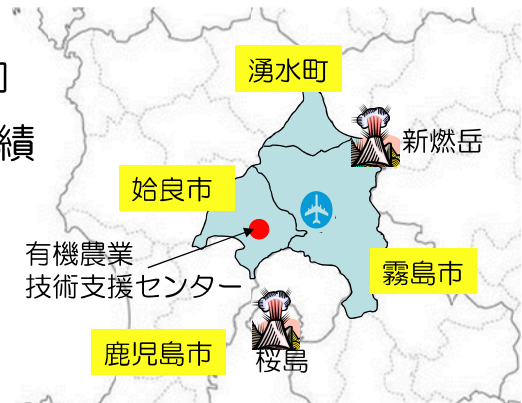 湧水町
績
新燃岳
姶良市
有機農業
技術支援センター
霧島市
鹿児島市
桜島